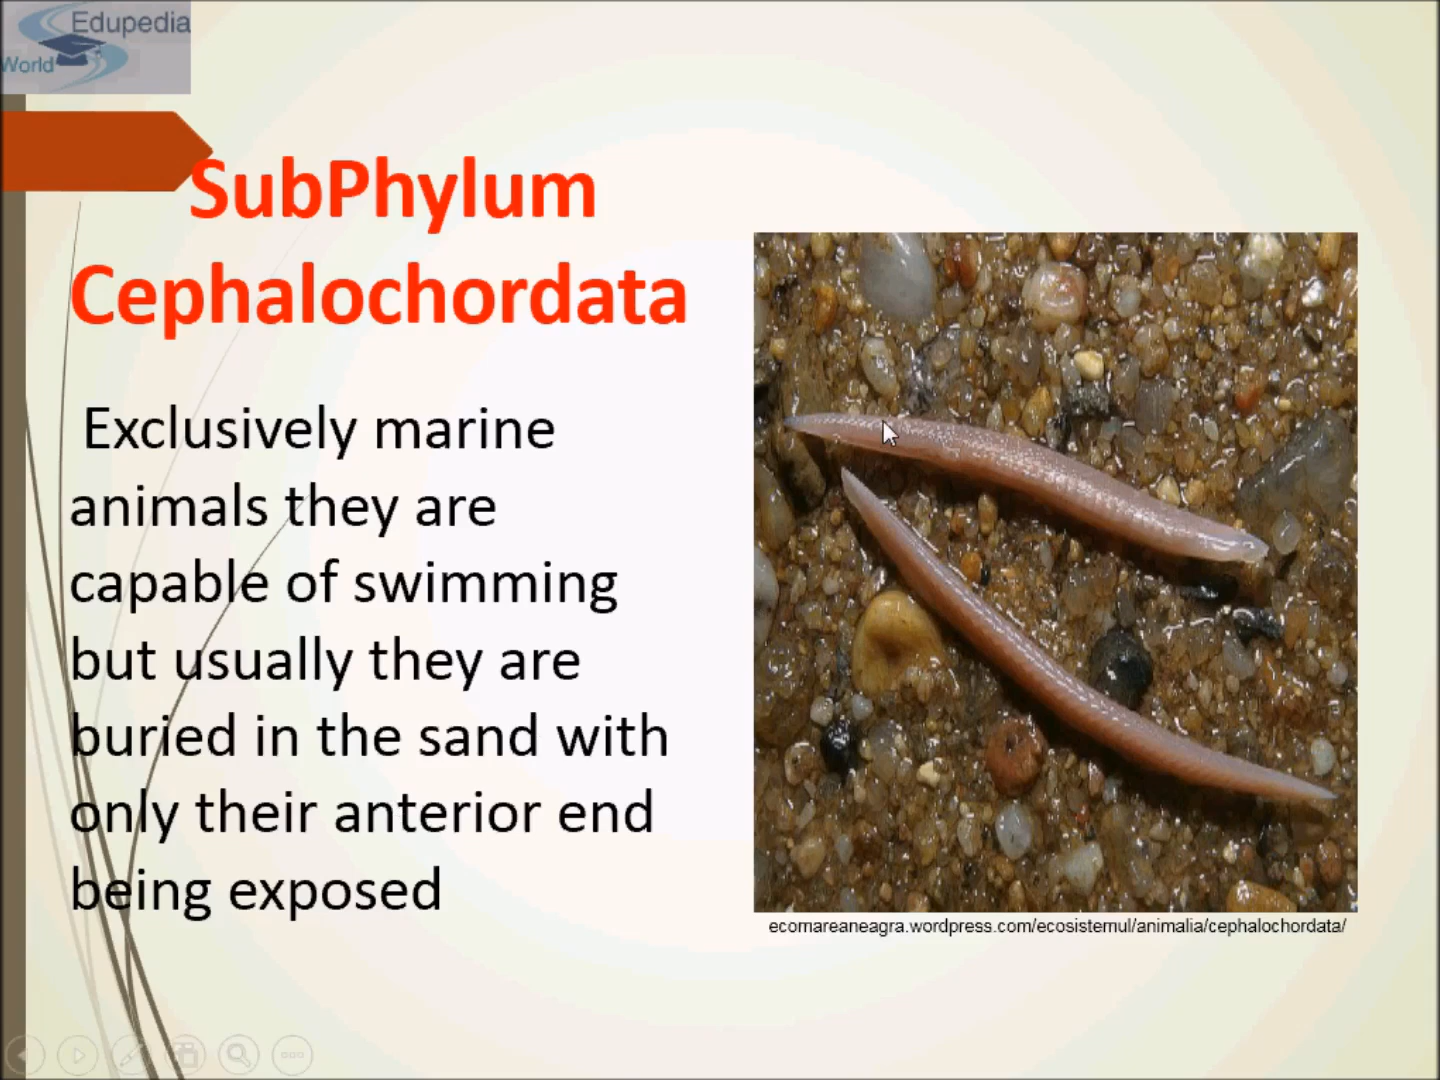 Edupedia
World
SubPhylum
Cephalochordata
Exclusively marine
animals they are
capable of swimming
but usually they are
buried in the sand with
only their anterior end
being exposed
ecomareaneagra.wordpress.com/ecosistemul/animalia/cephalochordata/